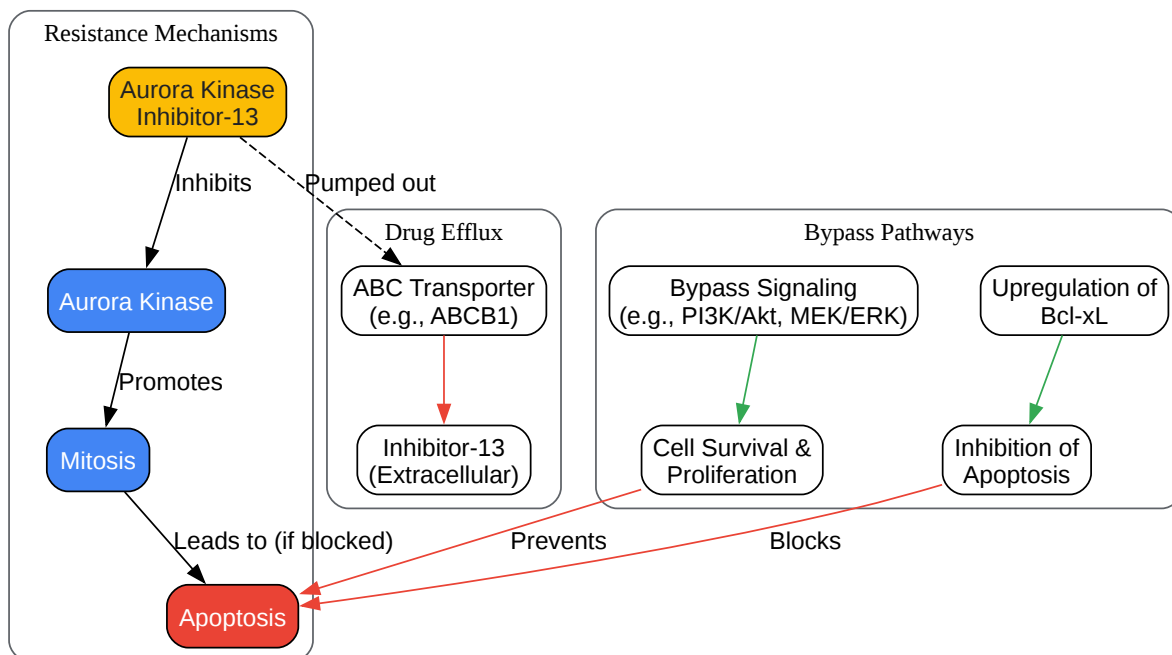 Resistance Mechanisms
Aurora Kinase
Inhibitor-13
Inhibits
Pumped out
Drug Efflux
Bypass Pathways
Aurora Kinase
ABC Transporter
(e.g., ABCB1)
Bypass Signaling
(e.g., PI3K/Akt, MEK/ERK)
Upregulation of
Bcl-xL
Promotes
Mitosis
Inhibitor-13
(Extracellular)
Cell Survival &
Proliferation
Inhibition of
Apoptosis
Leads to (if blocked)
Prevents
Blocks
Apoptosis